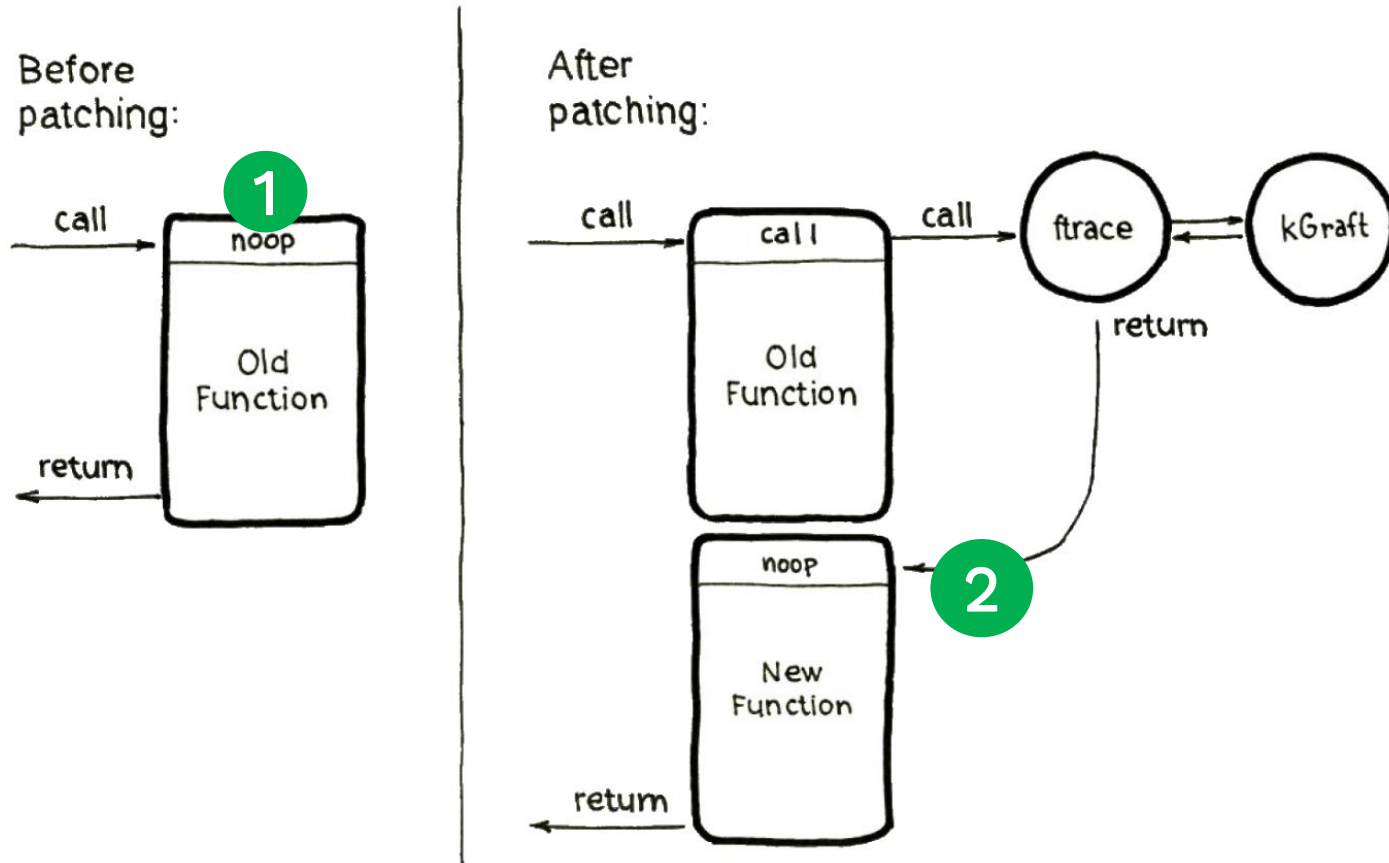 Before
patching:
1
call
noop
Old
Function
return
After
patching:
call
call
call
ftrace
kGraft
return
Old
Function
noop
2
New
Function
return